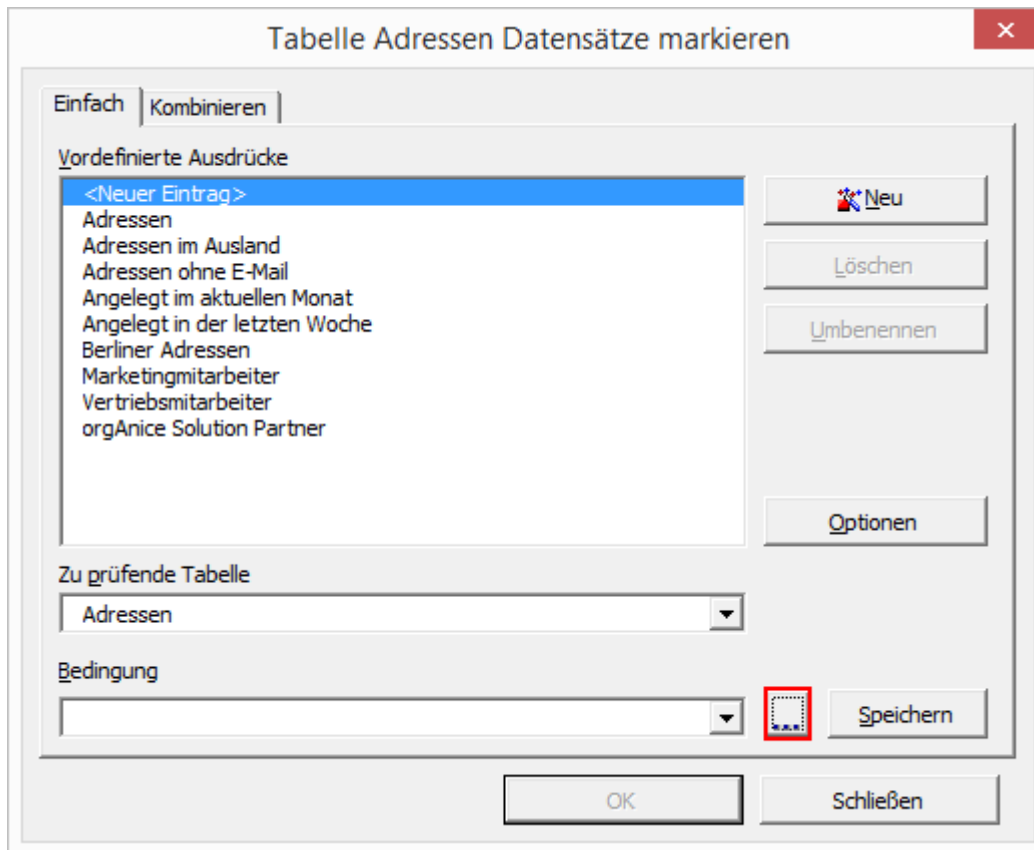 Tabelle Adressen Datensätze markieren
Einfach
Kombinieren
Vordefinierte Ausdrücke
<Neuer Eintrag>
Adressen
Adressen im Ausland
Adressen ohne E-Mail
Angelegt im aktuellen Monat
Angelegt in der letzten Woche
Berliner Adressen
Marketingmitarbeiter
Vertriebsmitarbeiter
orgAnice Solution Partner
Neu
Löschen
Umbenennen
Optionen
Zu prüfende Tabelle
Adressen
Bedingung
...
Speichern
OK
Schließen